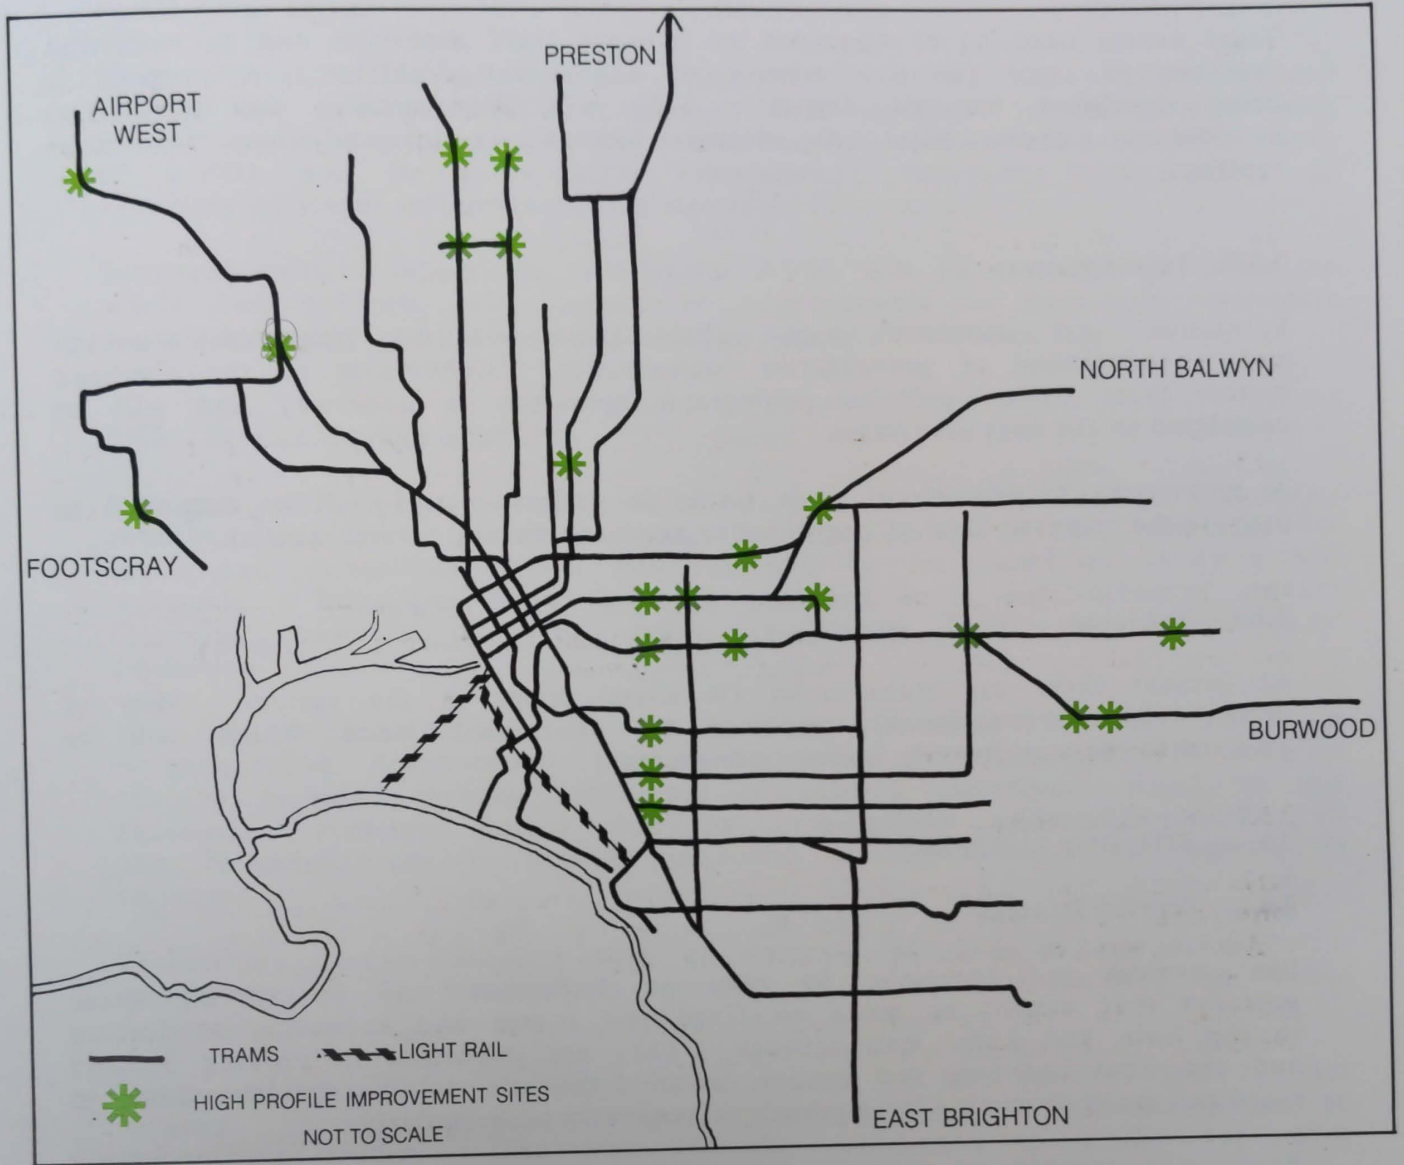 PRESTON
AIRPORT
WEST
NORTH BALWYN
FOOTSCRAY
BURWOOD
EAST BRIGHTON
TRAMS
LIGHT RAIL
HIGH PROFILE IMPROVEMENT SITES
NOT TO SCALE